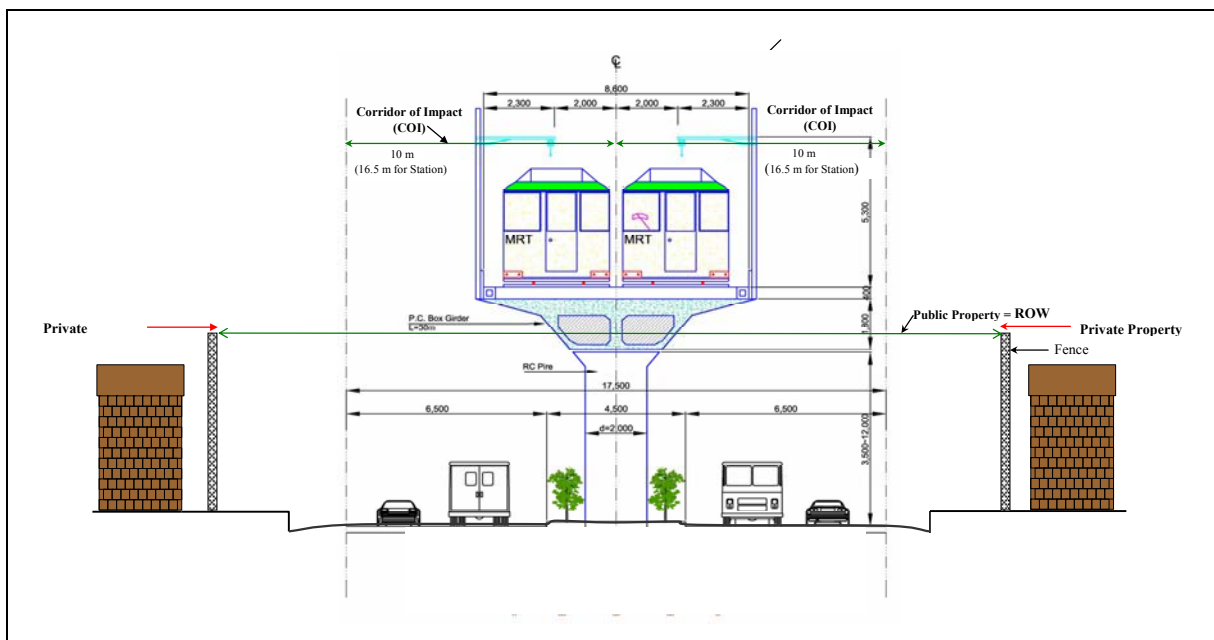 ℄
8,600
2,300 2,000 2,000 2,300
Corridor of Impact
(COI)
Corridor of Impact
(COI)
10 m
(16.5 m for Station)
10 m
(16.5 m for Station)
5,300
MRT MRT
400
Public Property = ROW
Private
Private Property
P.C. Box Girder
L=30m
1,800
Fence
RC Pire
17,500
6,500 4,500 6,500
d=2,000
3,500~12,000